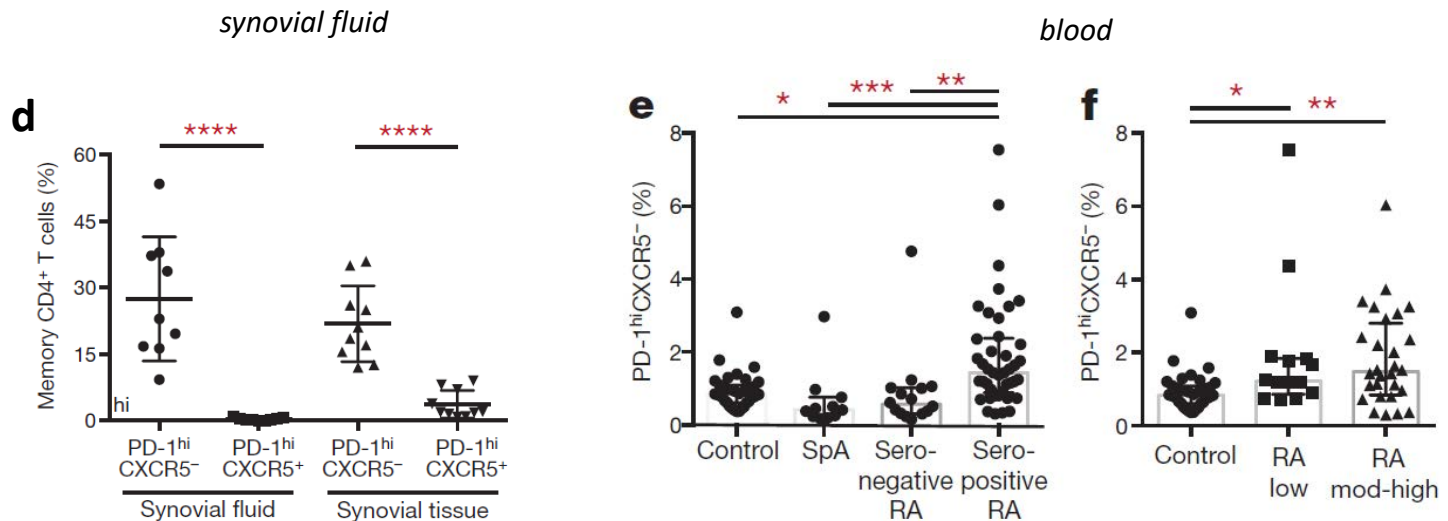 synovial fluid
blood
d
****
****
Memory CD4⁺ T cells (%)
60
45
30
15
0
hi
PD-1ʰⁱ PD-1ʰⁱ PD-1ʰⁱ PD-1ʰⁱ
CXCR5⁻ CXCR5⁺ CXCR5⁻ CXCR5⁺
Synovial fluid Synovial tissue
e
*
***
**
PD-1ʰⁱCXCR5⁻ (%)
8
6
4
2
0
Control SpA Sero- Sero-
negative positive
RA RA
f
*
**
PD-1ʰⁱCXCR5⁻ (%)
8
6
4
2
0
Control RA RA
low mod-high